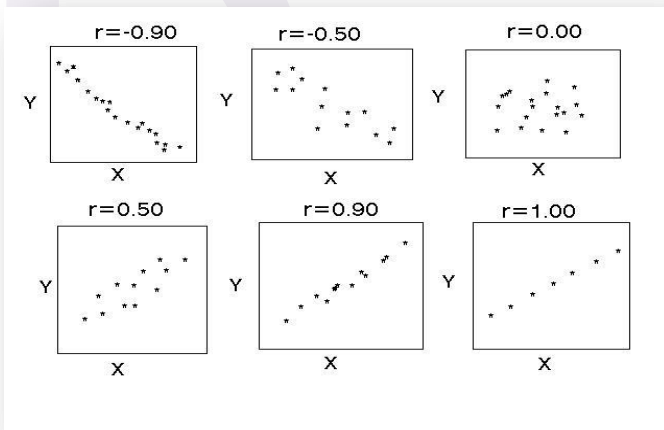 r=-0.90 r=-0.50 r=0.00
Y Y Y
X X X
r=0.50 r=0.90 r=1.00
Y Y Y
X X X